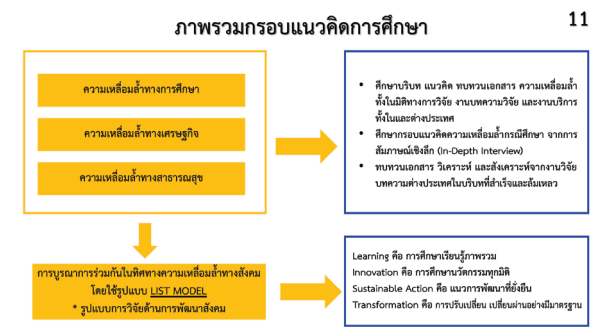 ภาพรวมกรอบแนวคิดการศึกษา
11
ความเหลื่อมล้ำทางการศึกษา
ความเหลื่อมล้ำทางเศรษฐกิจ
ความเหลื่อมล้ำทางสาธารณสุข
• ศึกษาบริบท แนวคิด ทบทวนเอกสาร ความเหลื่อมล้ำ
ทั้งในมิติทางการวิจัย งานบทความวิจัย และงานบริการ
ทั้งในและต่างประเทศ
• ศึกษากรอบแนวคิดความเหลื่อมล้ำกรณีศึกษา จากการ
สัมภาษณ์เชิงลึก (In-Depth Interview)
• ทบทวนเอกสาร วิเคราะห์ และสังเคราะห์จากงานวิจัย
บทความต่างประเทศในบริบทที่สำเร็จและล้มเหลว
การบูรณาการร่วมกันในทิศทางความเหลื่อมล้ำทางสังคม
โดยใช้รูปแบบ LIST MODEL
* รูปแบบการวิจัยด้านการพัฒนาสังคม
Learning คือ การศึกษาเรียนรู้ภาพรวม
Innovation คือ การศึกษานวัตกรรมทุกมิติ
Sustainable Action คือ แนวการพัฒนาที่ยั่งยืน
Transformation คือ การปรับเปลี่ยน เปลี่ยนผ่านอย่างมีมาตรฐาน